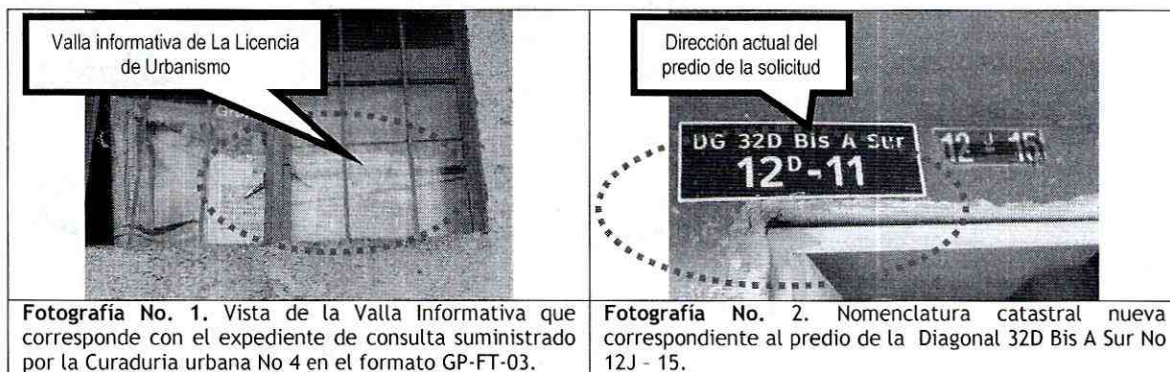 Valla informativa de La Licencia
de Urbanismo
Dirección actual del
predio de la solicitud
DG 32D Bis A Sur
12D-11
12 J 15
Fotografía No. 1. Vista de la Valla Informativa que
corresponde con el expediente de consulta suministrado
por la Curaduria urbana No 4 en el formato GP-FT-03.
Fotografía No. 2. Nomenclatura catastral nueva
correspondiente al predio de la Diagonal 32D Bis A Sur No
12J - 15.